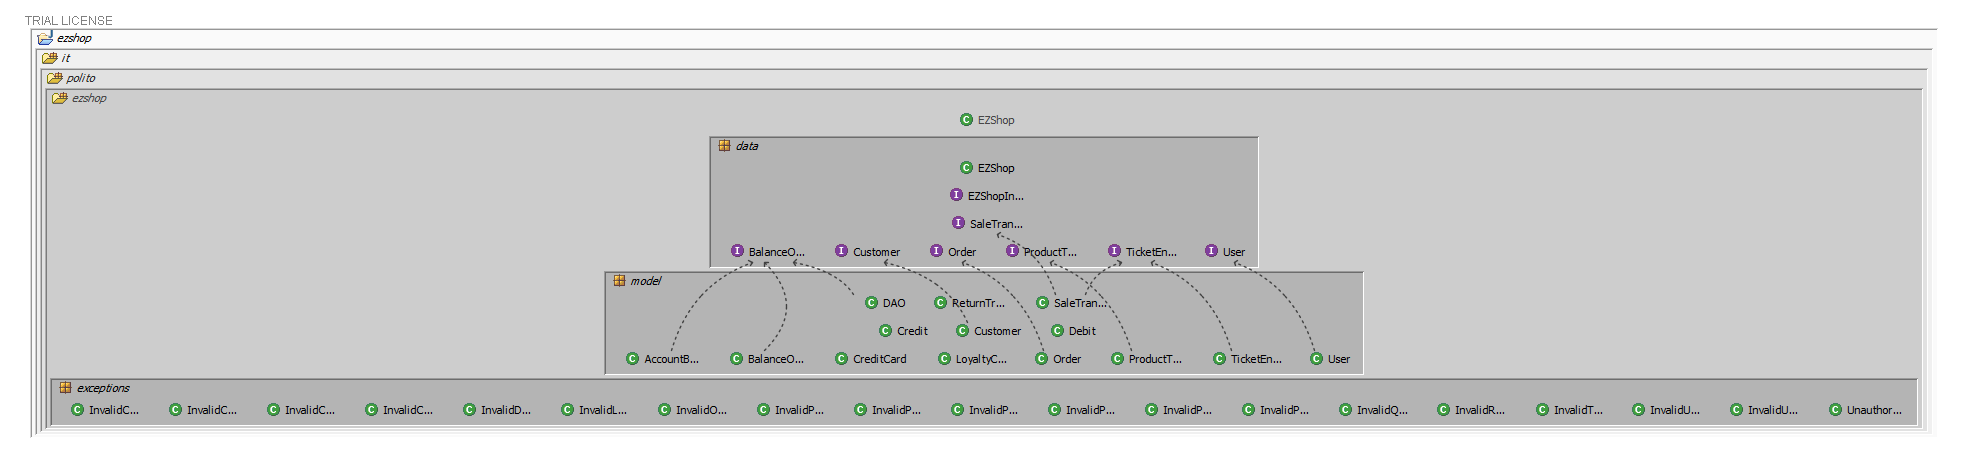 TRIAL LICENSE
ezshop
it
polito
ezshop
EZShop
data
EZShop
EZShopIn...
SaleTran...
BalanceO... Customer Order ProductT... TicketEn... User
model
DAO ReturnTr... SaleTran...
Credit Customer Debit
AccountB... BalanceO... CreditCard LoyaltyC... Order ProductT... TicketEn... User
exceptions
InvalidC... InvalidC... InvalidC... InvalidC... InvalidD... InvalidL... InvalidO... InvalidP... InvalidP... InvalidP... InvalidP... InvalidP... InvalidP... InvalidQ... InvalidR... InvalidT... InvalidU... InvalidU... Unauthor...